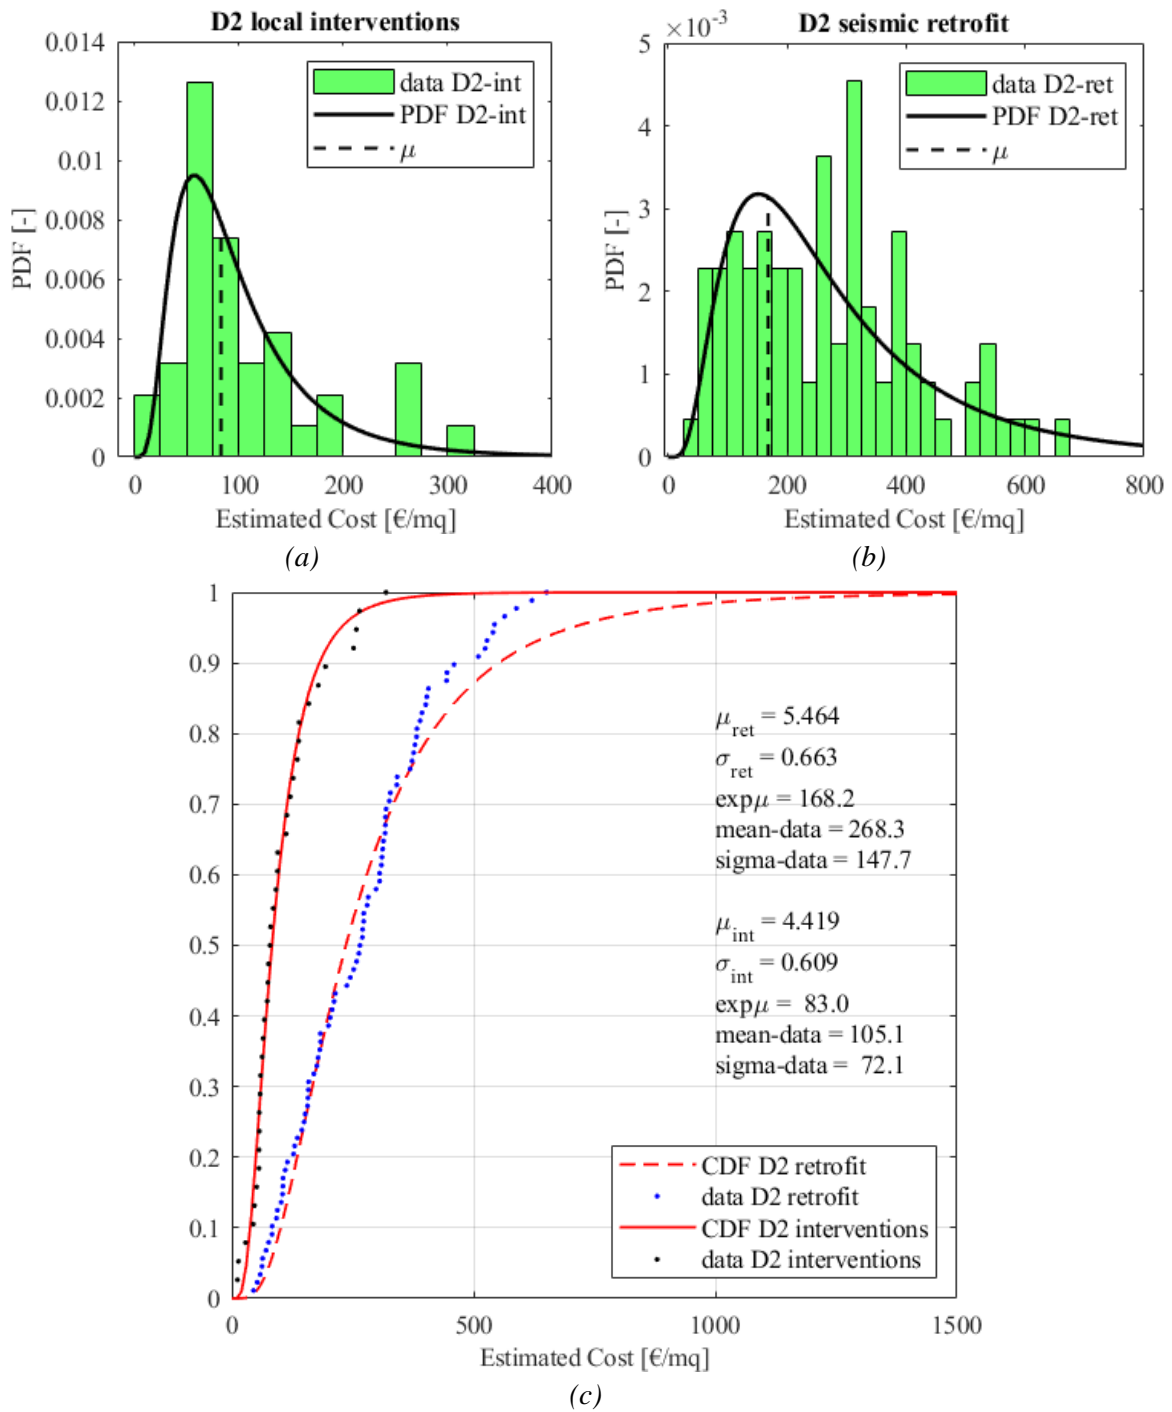 D2 local interventions
0.014
0.012
0.01
0.008
0.006
0.004
0.002
0
PDF [-]
data D2-int
PDF D2-int
μ
0 100 200 300 400
Estimated Cost [€/mq]
(a)
D2 seismic retrofit
×10⁻³
5
4
3
2
1
0
PDF [-]
data D2-ret
PDF D2-ret
μ
0 200 400 600 800
Estimated Cost [€/mq]
(b)
1
0.9
0.8
0.7
0.6
0.5
0.4
0.3
0.2
0.1
0
μ_ret = 5.464
σ_ret = 0.663
expμ = 168.2
mean-data = 268.3
sigma-data = 147.7
μ_int = 4.419
σ_int = 0.609
expμ = 83.0
mean-data = 105.1
sigma-data = 72.1
CDF D2 retrofit
data D2 retrofit
CDF D2 interventions
data D2 interventions
0 500 1000 1500
Estimated Cost [€/mq]
(c)